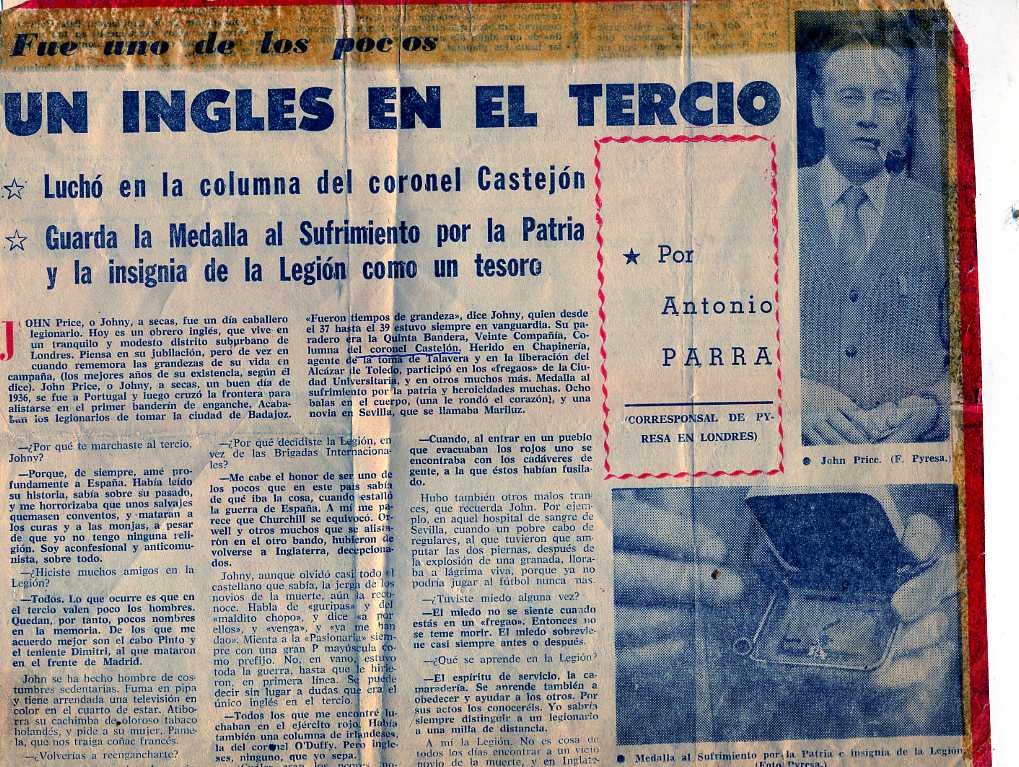 Fue uno de los pocos
UN INGLES EN EL TERCIO
☆ Luchó en la columna del coronel Castejón
☆ Guarda la Medalla al Sufrimiento por la Patria
y la insignia de la Legión como un tesoro
★ Por
Antonio
PARRA
(CORRESPONSAL DE PY-
RESA EN LONDRES)
● John Price. (F. Pyresa.)
JOHN Price, o Johny, a secas, fue un día caballero
legionario. Hoy es un obrero inglés, que vive en
un tranquilo y modesto distrito suburbano de
Londres. Piensa en su jubilación, pero de vez en
cuando rememora las grandezas de su vida en
campaña, (los mejores años de su existencia, según él
dice). John Price, o Johny, a secas, un buen día de
1936, se fue a Portugal y luego cruzó la frontera para
alistarse en el primer banderín de enganche. Acaba-
ban los legionarios de tomar la ciudad de Badajoz.
«Fueron tiempos de grandeza», dice Johny, quien desde
el 37 hasta el 39 estuvo siempre en vanguardia. Su pa-
radero era la Quinta Bandera, Veinte Compañía, Co-
lumna del coronel Castejón. Herido en Chapinería,
agente de la toma de Talavera y en la liberación del
Alcázar de Toledo, participó en los «fregaos» de la Ciu-
dad Universitaria, y en otros muchos más. Medalla al
sufrimiento por la patria y heroicidades muchas. Ocho
balas en el cuerpo, (una le rondó el corazón), y una
novia en Sevilla, que se llamaba Mariluz.
—¿Por qué te marchaste al tercio,
Johny?
—Porque, de siempre, amé pro-
fundamente a España. Había leído
su historia, sabía sobre su pasado,
y me horrorizaba que unos salvajes
quemasen conventos, y mataran a
los curas y a las monjas, a pesar
de que yo no tengo ninguna reli-
gión. Soy aconfesional y anticomu-
nista, sobre todo.
—¿Hiciste muchos amigos en la
Legión?
—Todos. Lo que ocurre es que en
el tercio valen poco los hombres.
Quedan, por tanto, pocos nombres
en la memoria. De los que me
acuerdo mejor son el cabo Pinto y
el teniente Dimitri, al que mataron
en el frente de Madrid.
John se ha hecho hombre de cos-
tumbres sedentarias. Fuma en pipa
y tiene arrendada una televisión en
color en el cuarto de estar. Atibo-
rra su cachimba de oloroso tabaco
holandés, y pide a su mujer, Pame-
la, que nos traiga coñac francés.
—¿Volverías a reengancharte?
—¿Por qué decidiste la Legión, en
vez de las Brigadas Internaciona-
les?
—Me cabe el honor de ser uno de
los pocos que en este país sabía
de qué iba la cosa, cuando estalló
la guerra de España. A mí me pa-
rece que Churchill se equivocó. Or-
well y otros muchos que se alista-
ron en el otro bando, hubieron de
volverse a Inglaterra, decepciona-
dos.
Johny, aunque olvidó casi todo el
castellano que sabía, la jerga de los
novios de la muerte, aún la reco-
noce. Habla de «guripas» y del
«maldito chopo», y dice «a por
ellos», y «venga», y «ya me han
dao». Mienta a la «Pasionaria» siem-
pre con una gran P mayúscula co-
mo prefijo. No, en vano, estuvo
toda la guerra, hasta que le hirie-
ron, en primera línea. Se puede
decir sin lugar a dudas que era el
único inglés en el tercio.
—Todos los que me encontré lu-
chaban en el ejército rojo. Había
también una columna de irlandeses,
la del coronel O'Duffy. Pero ingle-
ses, ninguno, que yo sepa.
—Cuando, al entrar en un pueblo
que evacuaban los rojos uno se
encontraba con los cadáveres de
gente, a la que éstos habían fusila-
do.
Hubo también otros malos tran-
ces, que recuerda John. Por ejem-
plo, en aquel hospital de sangre de
Sevilla, cuando un pobre cabo de
regulares, al que tuvieron que am-
putar las dos piernas, después de
la explosión de una granada, llora-
ba a lágrima viva, porque ya no
podría jugar al fútbol nunca más.
—¿Tuviste miedo alguna vez?
—El miedo no se siente cuando
estás en un «fregao». Entonces no
se teme morir. El miedo sobrevie-
ne casi siempre antes o después.
—¿Qué se aprende en la Legión?
—El espíritu de servicio, la ca-
maradería. Se aprende también a
obedecer y ayudar a los otros. Por
sus actos los conoceréis. Yo sabría
siempre distinguir a un legionario
a una milla de distancia.
A mí la Legión. No es cosa de
todos los días encontrar a un viejo
novio de la muerte, y en Inglate-
● Medalla al Sufrimiento por la Patria e insignia de la Legión
(Foto Pyresa.)